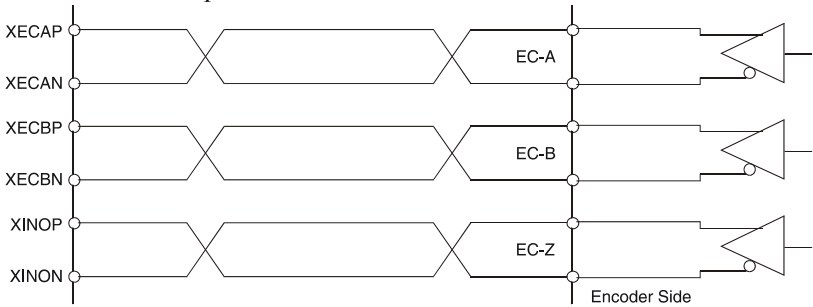 XECAP
EC-A
XECAN
XECBP
EC-B
XECBN
XINOP
EC-Z
XINON
Encoder Side